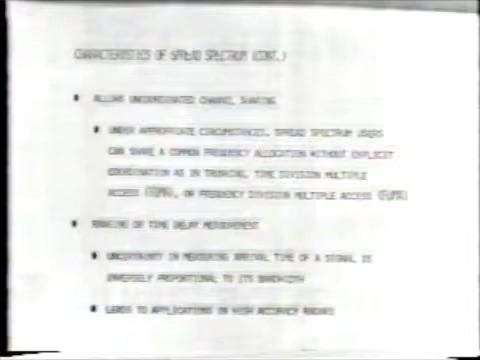 CHARACTERISTICS OF SPREAD SPECTRUM (CONT.)
ALLOWS UNCOORDINATED CHANNEL SHARING
UNDER APPROPRIATE CIRCUMSTANCES, SPREAD SPECTRUM USERS
CAN SHARE A COMMON FREQUENCY ALLOCATION WITHOUT EXPLICIT
COORDINATION AS IN TRUNKING, TIME DIVISION MULTIPLE
ACCESS (TDMA), OR FREQUENCY DIVISION MULTIPLE ACCESS (FDMA)
RANGING OR TIME DELAY MEASUREMENT
UNCERTAINTY IN MEASURING ARRIVAL TIME OF A SIGNAL IS
INVERSELY PROPORTIONAL TO ITS BANDWIDTH
LEADS TO APPLICATIONS IN HIGH ACCURACY RADARS